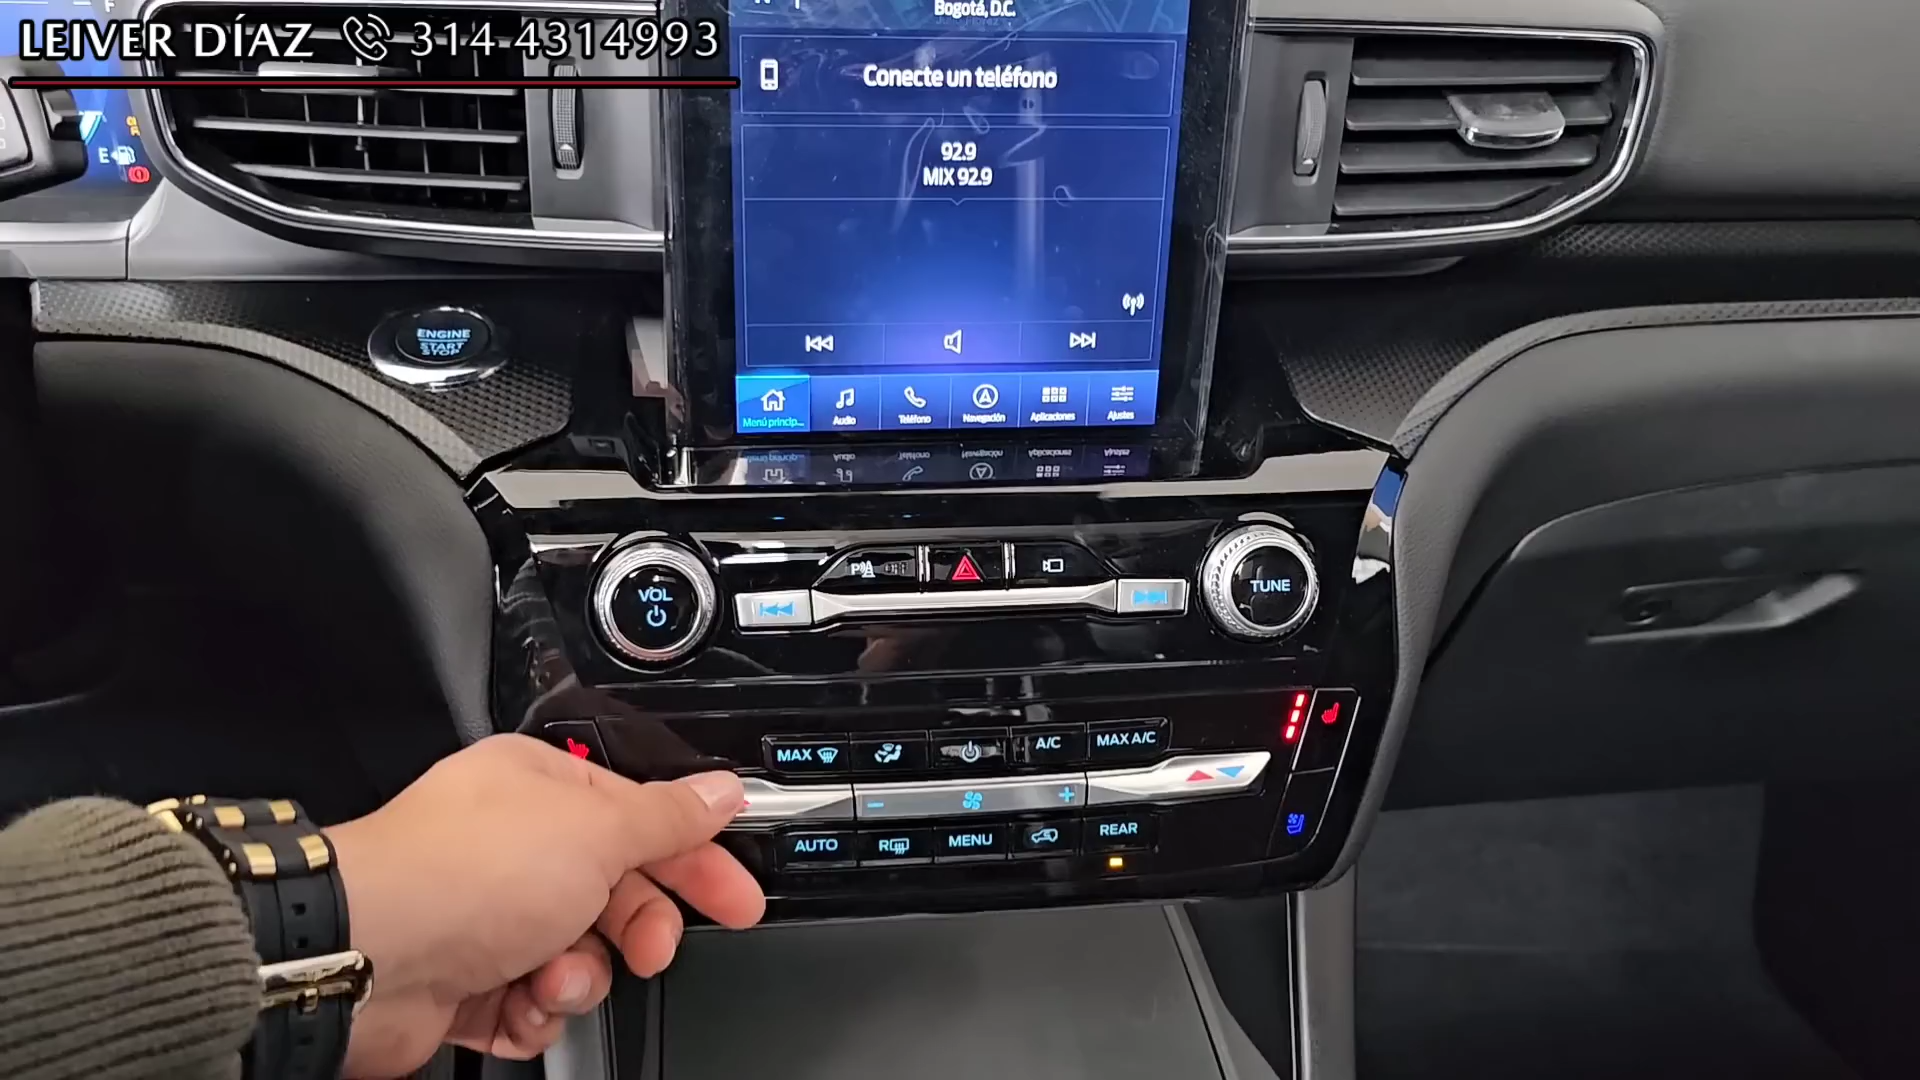 LEIVER DÍAZ 314 4314993
F
E
Bogotá, D.C.
Conecte un teléfono
92.9
MIX 92.9
ENGINE
START
STOP
Menú princip... Audio Teléfono Navegación Aplicaciones Ajustes
VOL
P OFF
TUNE
MAX A/C MAX A/C
AUTO R MENU REAR